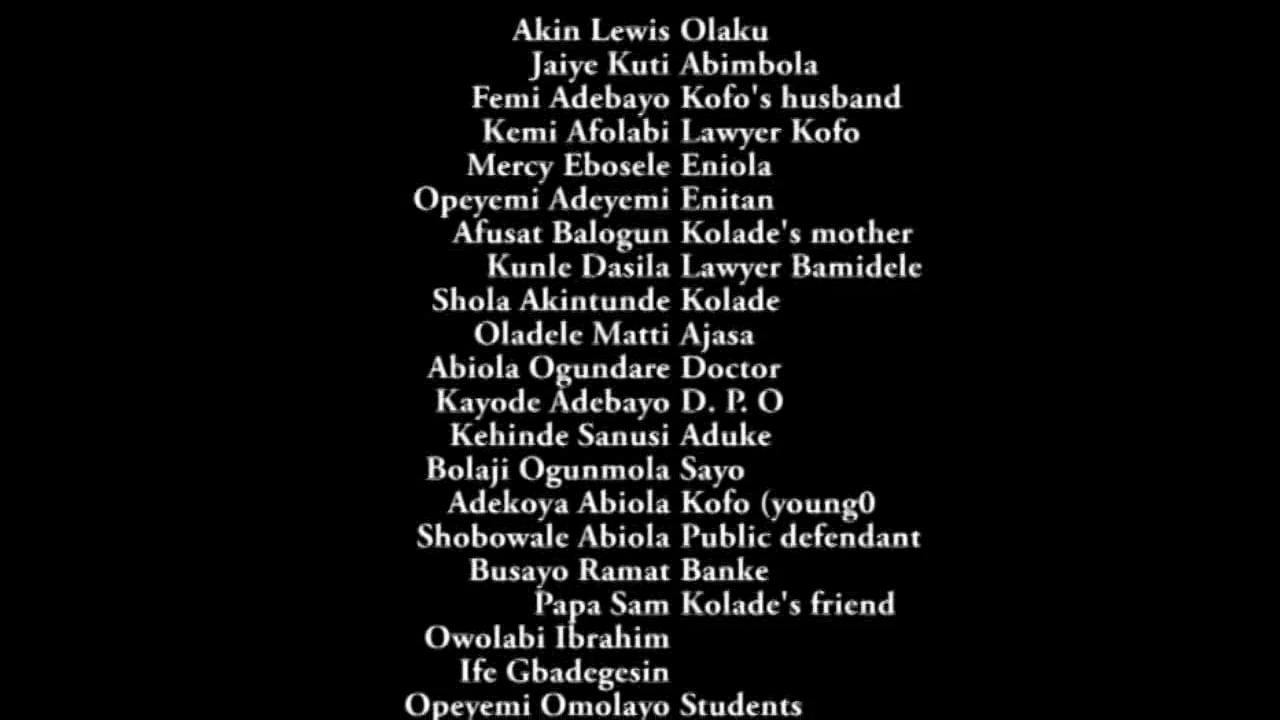 Akin Lewis Olaku
Jaiye Kuti Abimbola
Femi Adebayo Kofo's husband
Kemi Afolabi Lawyer Kofo
Mercy Ebosele Eniola
Opeyemi Adeyemi Enitan
Afusat Balogun Kolade's mother
Kunle Dasila Lawyer Bamidele
Shola Akintunde Kolade
Oladele Matti Ajasa
Abiola Ogundare Doctor
Kayode Adebayo D. P. O
Kehinde Sanusi Aduke
Bolaji Ogunmola Sayo
Adekoya Abiola Kofo (young0
Shobowale Abiola Public defendant
Busayo Ramat Banke
Papa Sam Kolade's friend
Owolabi Ibrahim
Ife Gbadegesin
Opeyemi Omolayo Students